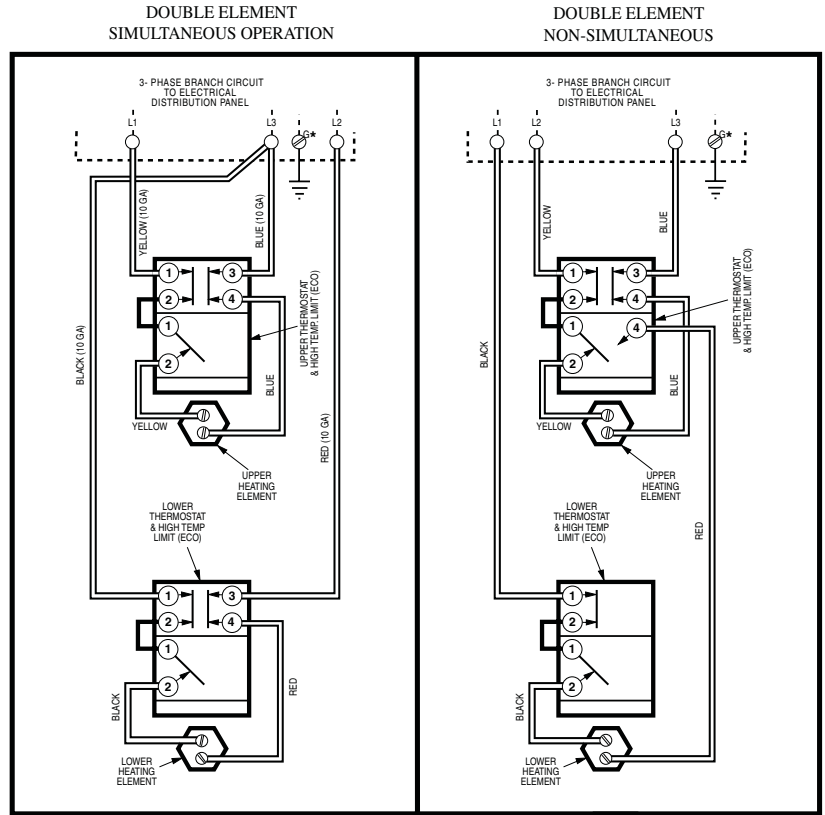 DOUBLE ELEMENT
SIMULTANEOUS OPERATION
3- PHASE BRANCH CIRCUIT
TO ELECTRICAL
DISTRIBUTION PANEL
L1
L3
G*
L2
YELLOW (10 GA)
BLUE (10 GA)
1
3
2
4
1
2
UPPER THERMOSTAT
& HIGH TEMP.LIMIT (ECO)
BLACK (10 GA)
BLUE
RED (10 GA)
YELLOW
UPPER
HEATING
ELEMENT
LOWER
THERMOSTAT
& HIGH TEMP
LIMIT (ECO)
1
3
2
4
1
2
BLACK
RED
LOWER
HEATING
ELEMENT
DOUBLE ELEMENT
NON-SIMULTANEOUS
3- PHASE BRANCH CIRCUIT
TO ELECTRICAL
DISTRIBUTION PANEL
L1
L2
L3
G*
YELLOW
BLUE
1
3
2
4
1
4
2
UPPER THERMOSTAT
& HIGH TEMP.LIMIT (ECO)
BLACK
BLUE
YELLOW
UPPER
HEATING
ELEMENT
RED
LOWER
THERMOSTAT
& HIGH TEMP
LIMIT (ECO)
1
2
1
2
BLACK
LOWER
HEATING
ELEMENT